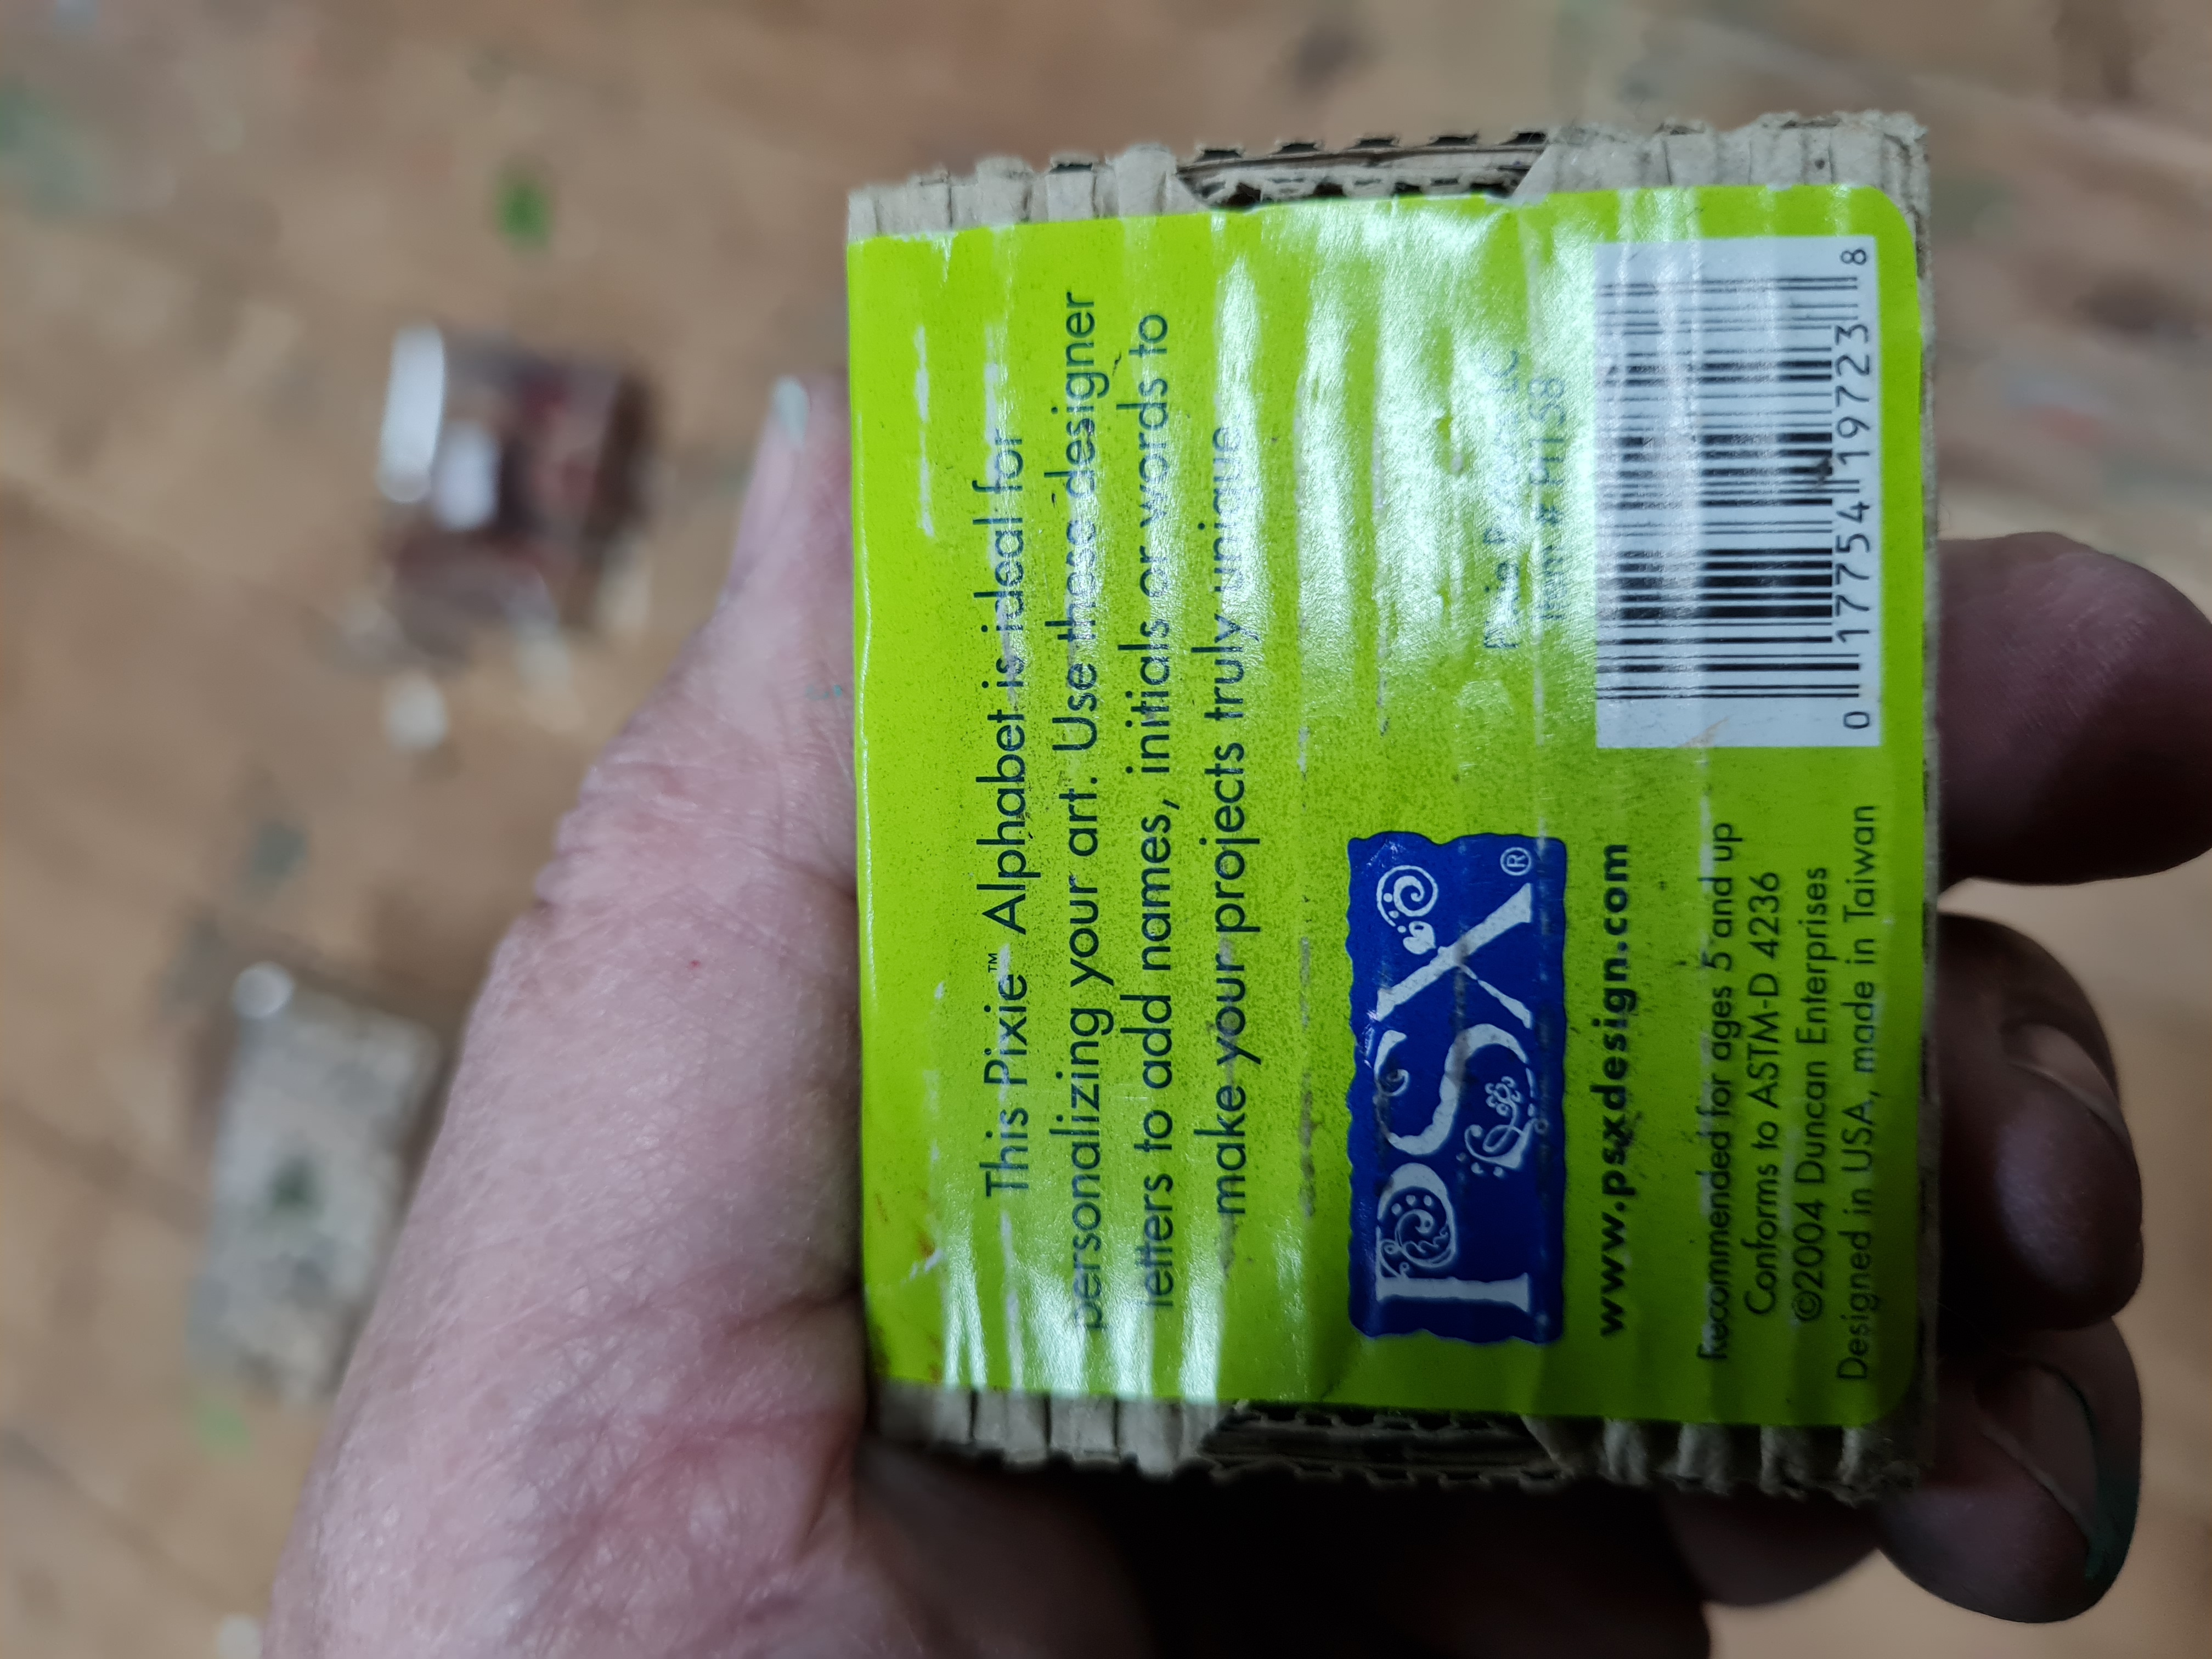 This Pixie™ Alphabet is ideal for
personalizing your art. Use these designer
letters to add names, initials or words to
make your projects truly unique.
PSX®
www.psxdesign.com
Recommended for ages 5 and up
Conforms to ASTM-D 4236
©2004 Duncan Enterprises
Designed in USA, made in Taiwan
Item #
0 17754 19723 8